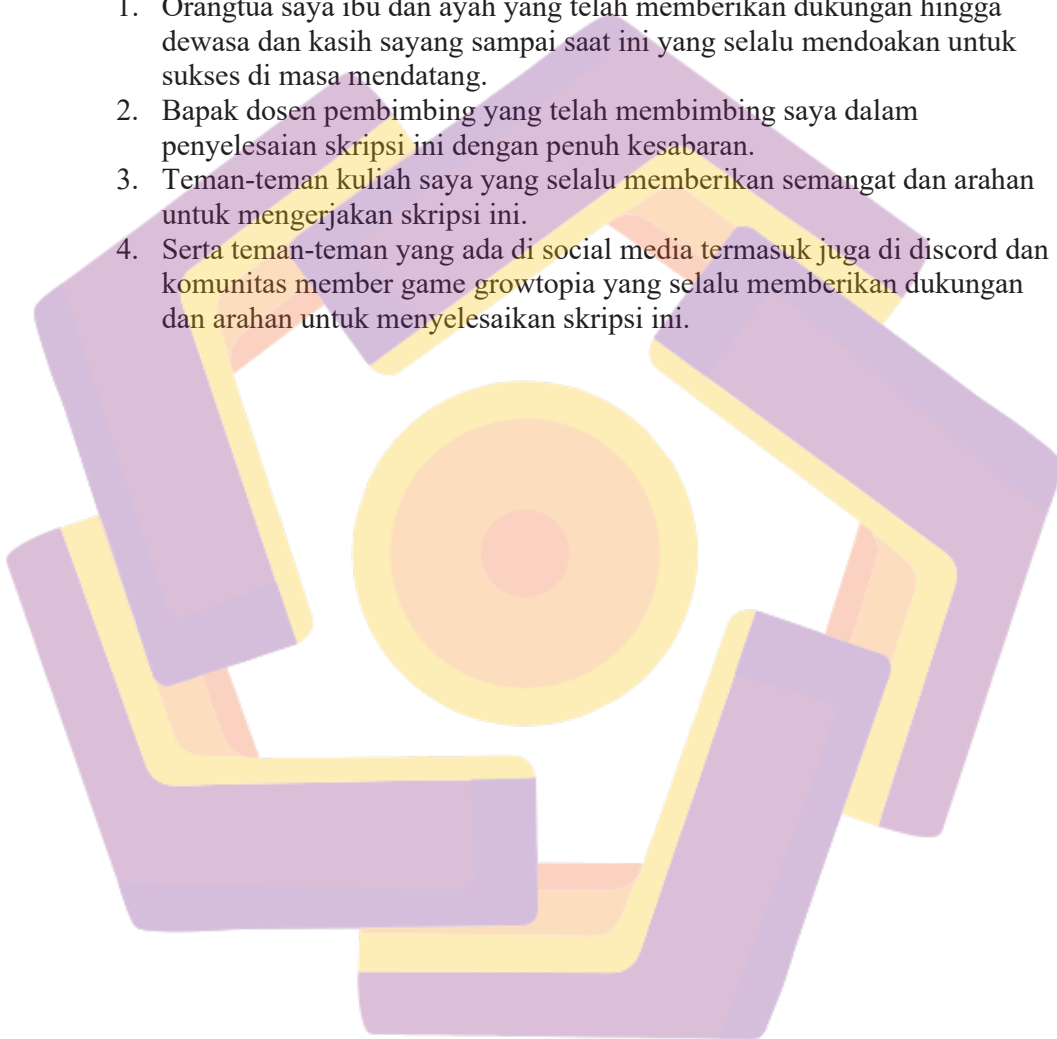 1. Orangtua saya ibu dan ayah yang telah memberikan dukungan hingga
dewasa dan kasih sayang sampai saat ini yang selalu mendoakan untuk
sukses di masa mendatang.
2. Bapak dosen pembimbing yang telah membimbing saya dalam
penyelesaian skripsi ini dengan penuh kesabaran.
3. Teman-teman kuliah saya yang selalu memberikan semangat dan arahan
untuk mengerjakan skripsi ini.
4. Serta teman-teman yang ada di social media termasuk juga di discord dan
komunitas member game growtopia yang selalu memberikan dukungan
dan arahan untuk menyelesaikan skripsi ini.